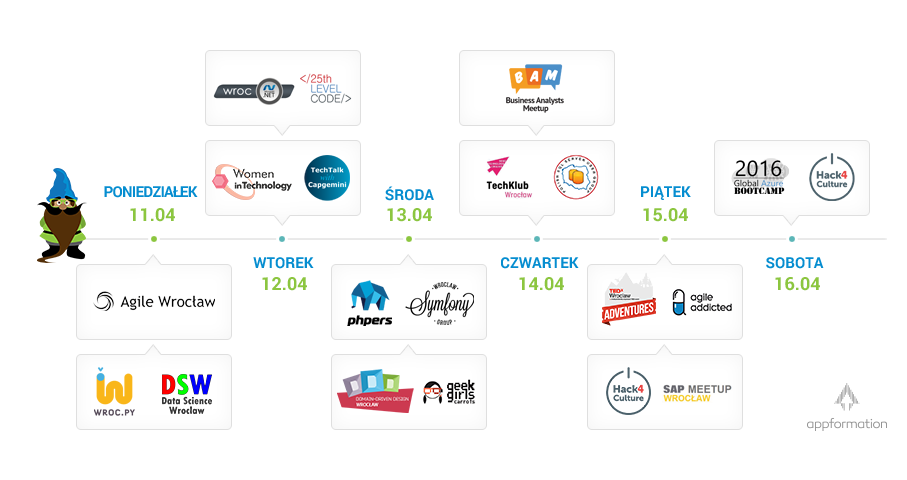 PONIEDZIAŁEK
11.04
Agile Wrocław
WROC.PY
DSW
Data Science
Wroclaw
wroc
.NET
</25th
LEVEL
CODE/>
Women
inTechnology
TechTalk
with
Capgemini
WTOREK
12.04
ŚRODA
13.04
phpers
WROCLAW
Symfony
GROUP
DDD
DOMAIN-DRIVEN DESIGN
WROCLAW
geek
girls
carrots
BAM
Business Analysts
Meetup
TechKlub
Wrocław
CZWARTEK
14.04
PIĄTEK
15.04
TEDx
Wrocław
ADVENTURES
agile
addicted
Hack4
Culture
SAP MEETUP
WROCŁAW
2016
Global Azure
BOOTCAMP
Hack4
Culture
SOBOTA
16.04
appformation